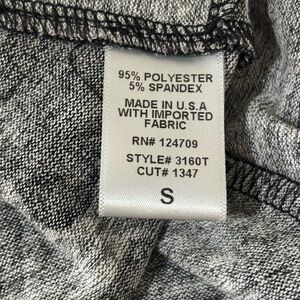 95% POLYESTER
5% SPANDEX
MADE IN U.S.A
WITH IMPORTED
FABRIC
RN# 124709
STYLE# 3160T
CUT# 1347
S